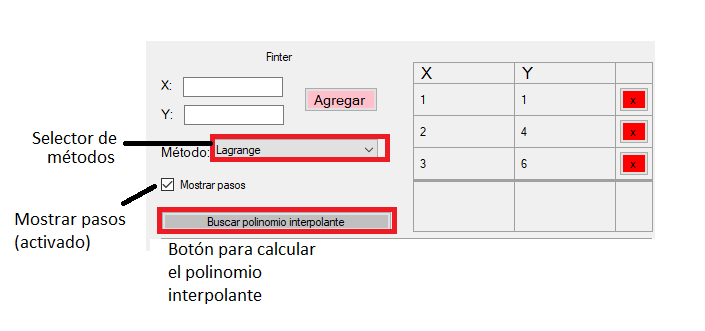 Finter
X:
Y:
Agregar
Selector de
métodos
Método:
Lagrange
Mostrar pasos
Mostrar pasos
(activado)
Buscar polinomio interpolante
Botón para calcular
el polinomio
interpolante
X Y
1 1 x
2 4 x
3 6 x